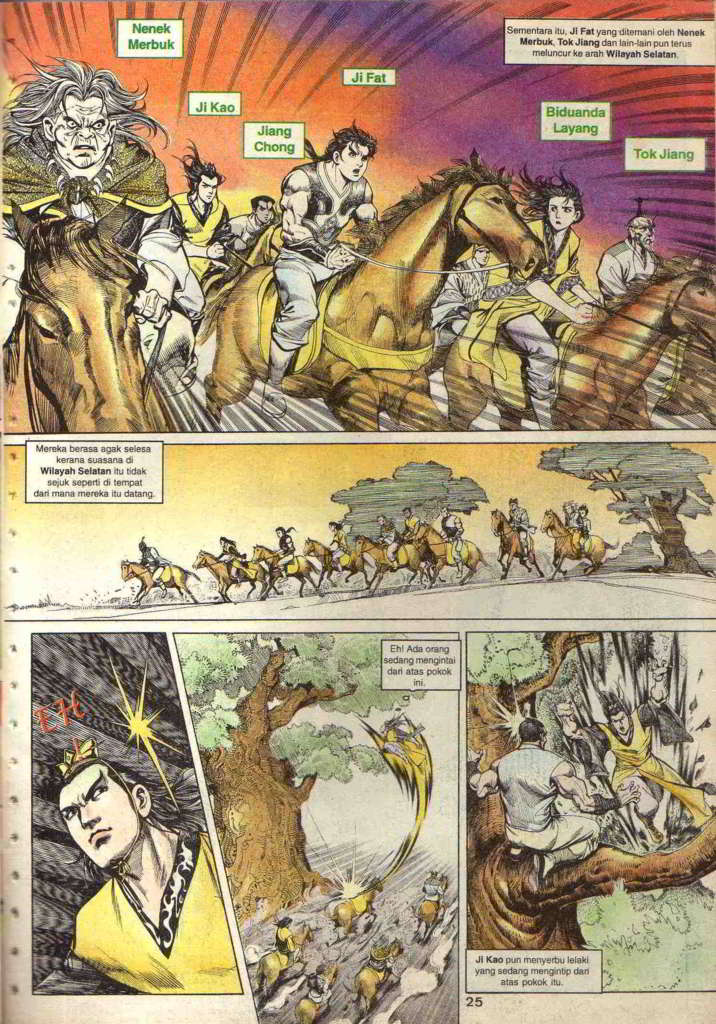 Nenek
Merbuk
Sementara itu, Ji Fat yang ditemani oleh Nenek
Merbuk, Tok Jiang dan lain-lain pun terus
meluncur ke arah Wilayah Selatan.
Ji Kao
Jiang
Chong
Ji Fat
Biduanda
Layang
Tok Jiang
Mereka berasa agak selesa
kerana suasana di
Wilayah Selatan itu tidak
sejuk seperti di tempat
dari mana mereka itu datang.
EH
Eh! Ada orang
sedang mengintai
dari atas pokok
ini.
Ji Kao pun menyerbu lelaki
yang sedang mengintip dari
atas pokok itu.
25